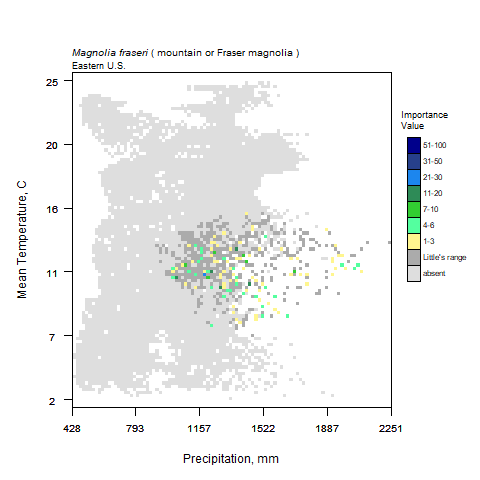 Magnolia fraseri ( mountain or Fraser magnolia )
Eastern U.S.
Importance
Value
51-100
31-50
21-30
11-20
7-10
4-6
1-3
Little's range
absent
Mean Temperature, C
25
20
16
11
7
2
428 793 1157 1522 1887 2251
Precipitation, mm